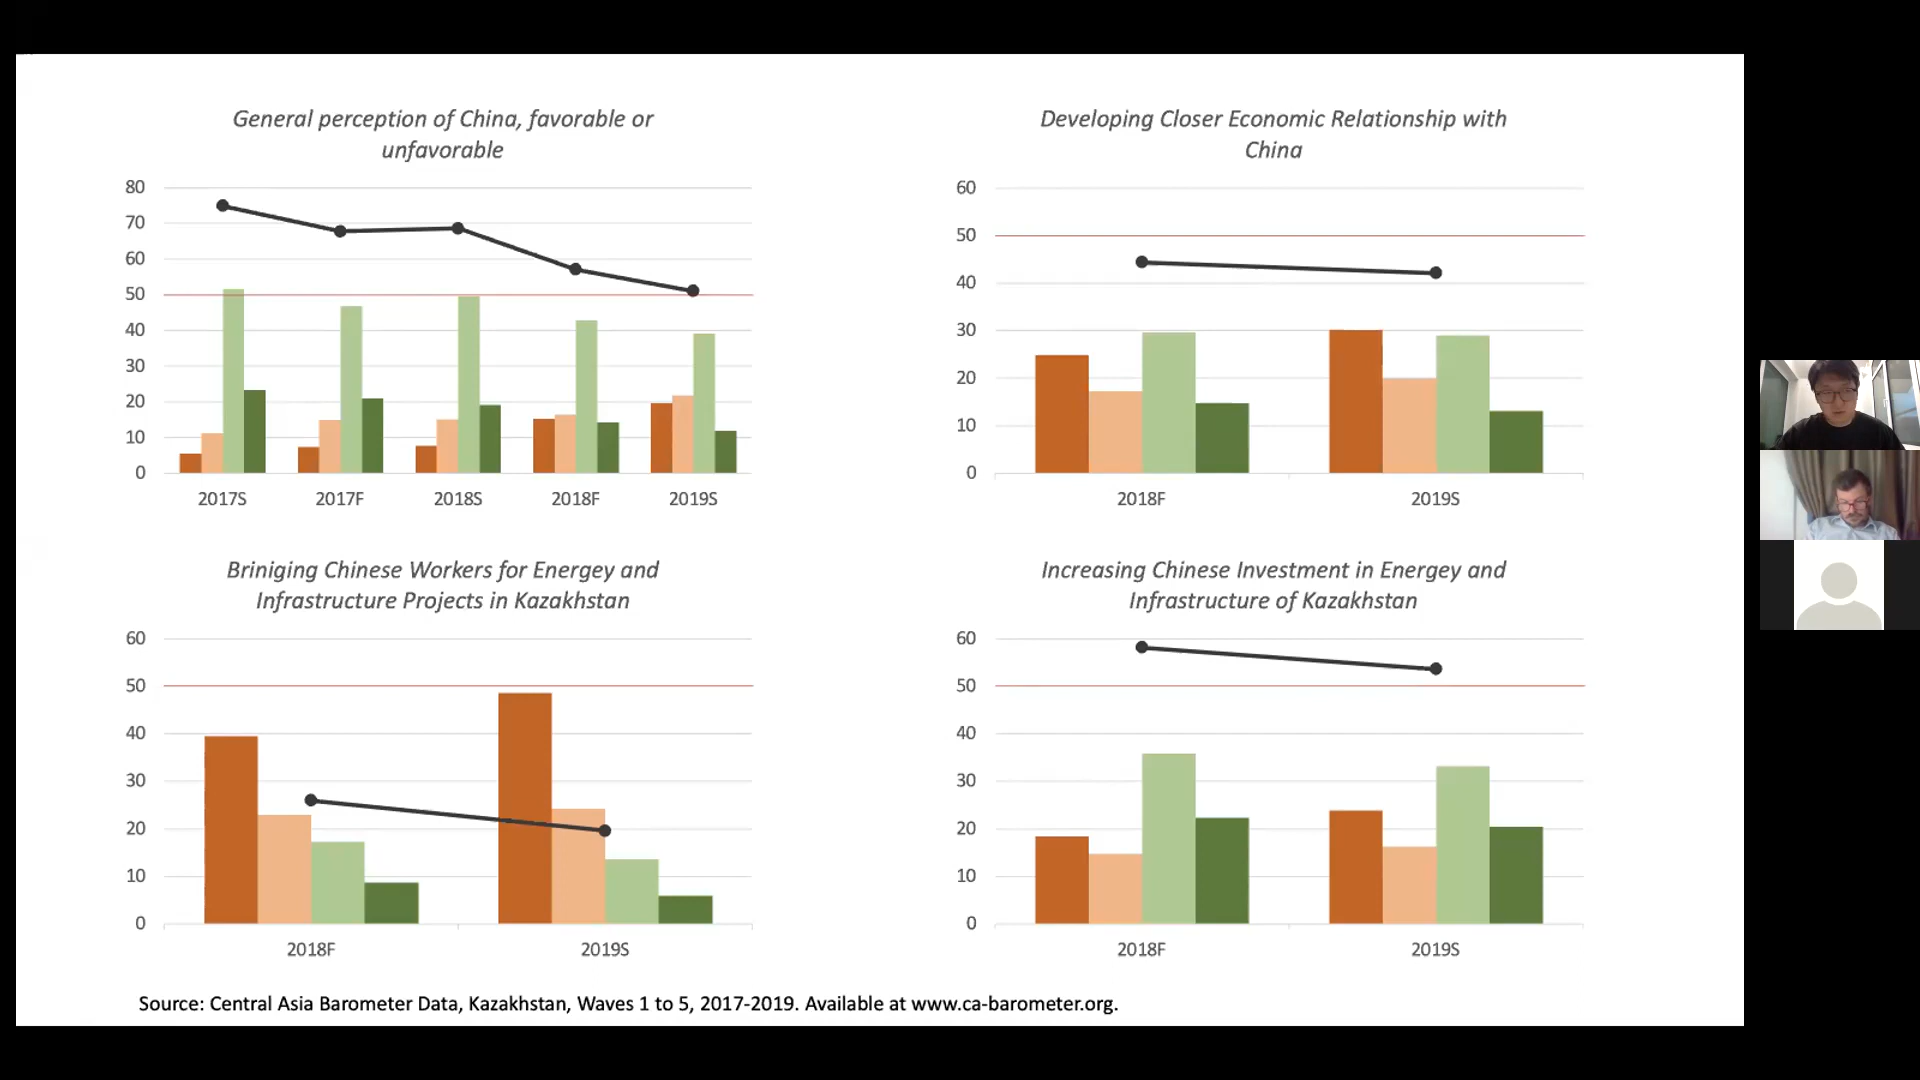 General perception of China, favorable or
unfavorable
80
70
60
50
40
30
20
10
0
2017S 2017F 2018S 2018F 2019S
Developing Closer Economic Relationship with
China
60
50
40
30
20
10
0
2018F 2019S
Briniging Chinese Workers for Energey and
Infrastructure Projects in Kazakhstan
60
50
40
30
20
10
0
2018F 2019S
Increasing Chinese Investment in Energey and
Infrastructure of Kazakhstan
60
50
40
30
20
10
0
2018F 2019S
Source: Central Asia Barometer Data, Kazakhstan, Waves 1 to 5, 2017-2019. Available at www.ca-barometer.org.